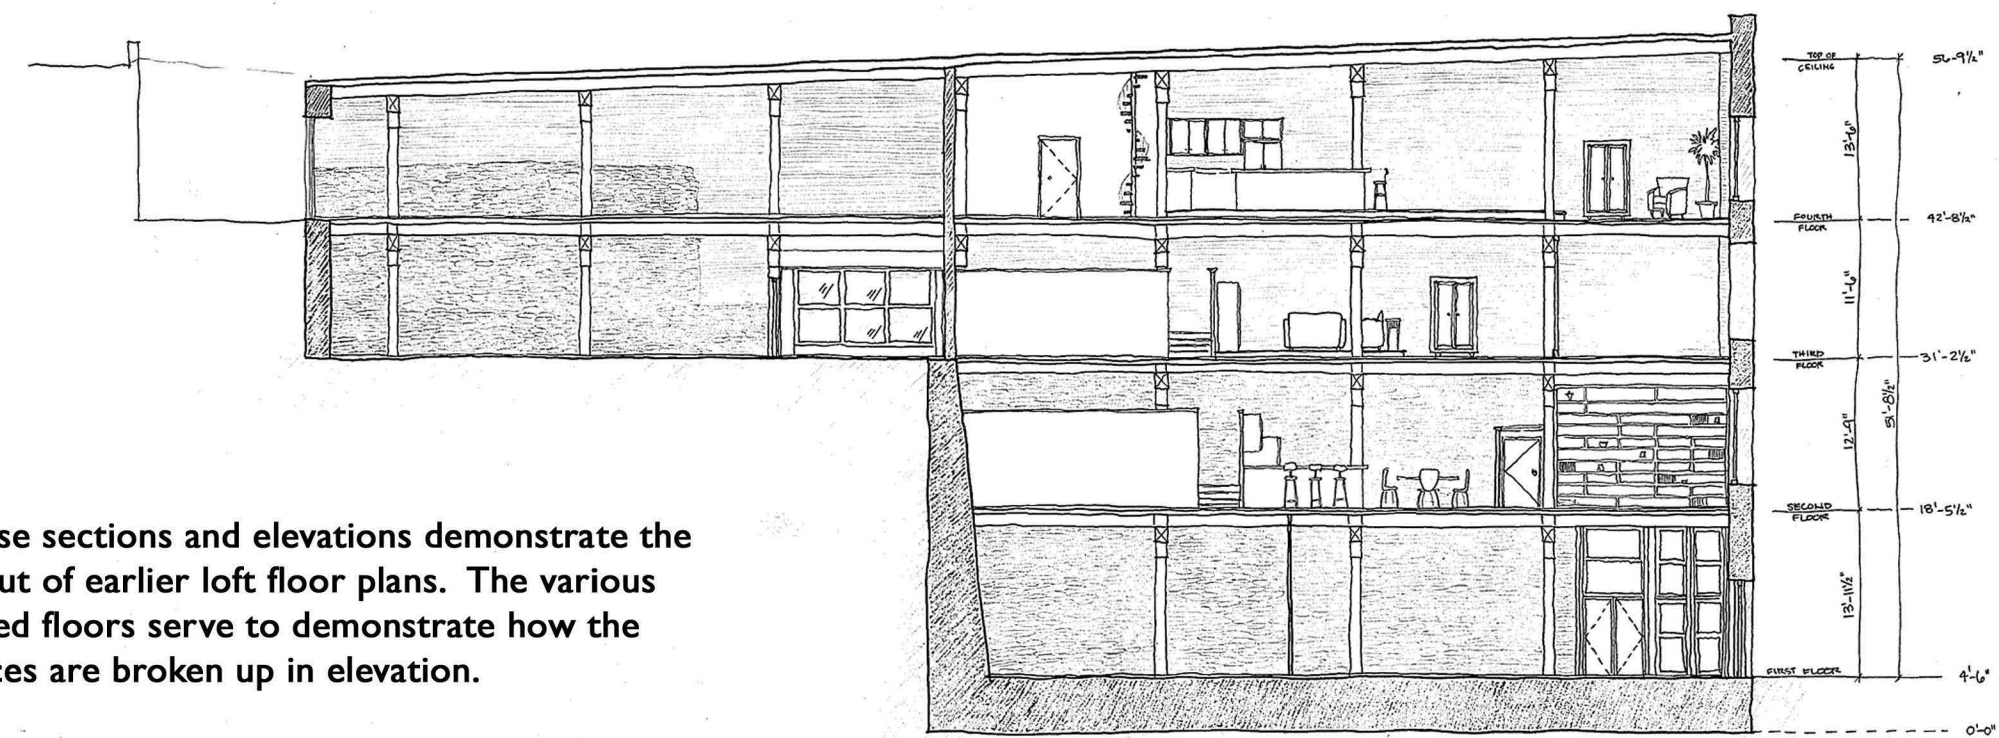 TOP OF
CEILING
56-9½"
13'-6"
FOURTH
FLOOR
42'-8½"
11'-6"
THIRD
FLOOR
31'-2½"
12'-9"
51'-8½"
SECOND
FLOOR
18'-5½"
13'-11½"
FIRST FLOOR
4'-6"
0'-0"
se sections and elevations demonstrate the
ut of earlier loft floor plans. The various
ed floors serve to demonstrate how the
ces are broken up in elevation.